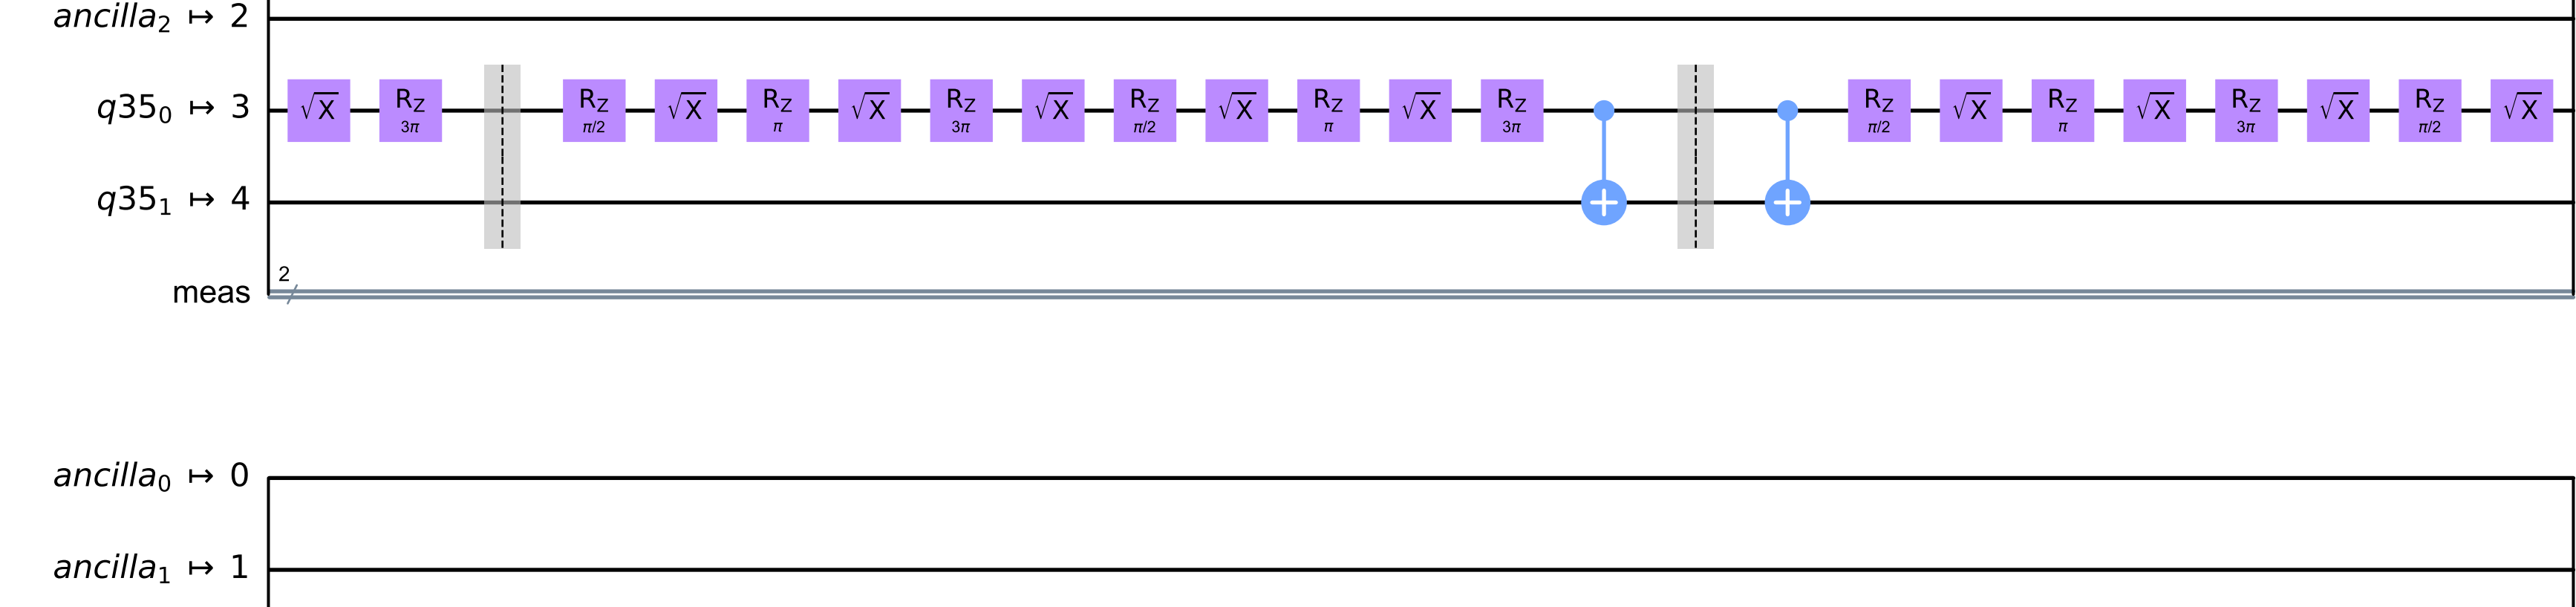 ancilla₂ ↦ 2
q35₀ ↦ 3 √X R_Z 3π R_Z π/2 √X R_Z π √X R_Z 3π √X R_Z π/2 √X R_Z π √X R_Z 3π R_Z π/2 √X R_Z π √X R_Z 3π √X R_Z π/2 √X
q35₁ ↦ 4
meas 2
ancilla₀ ↦ 0
ancilla₁ ↦ 1